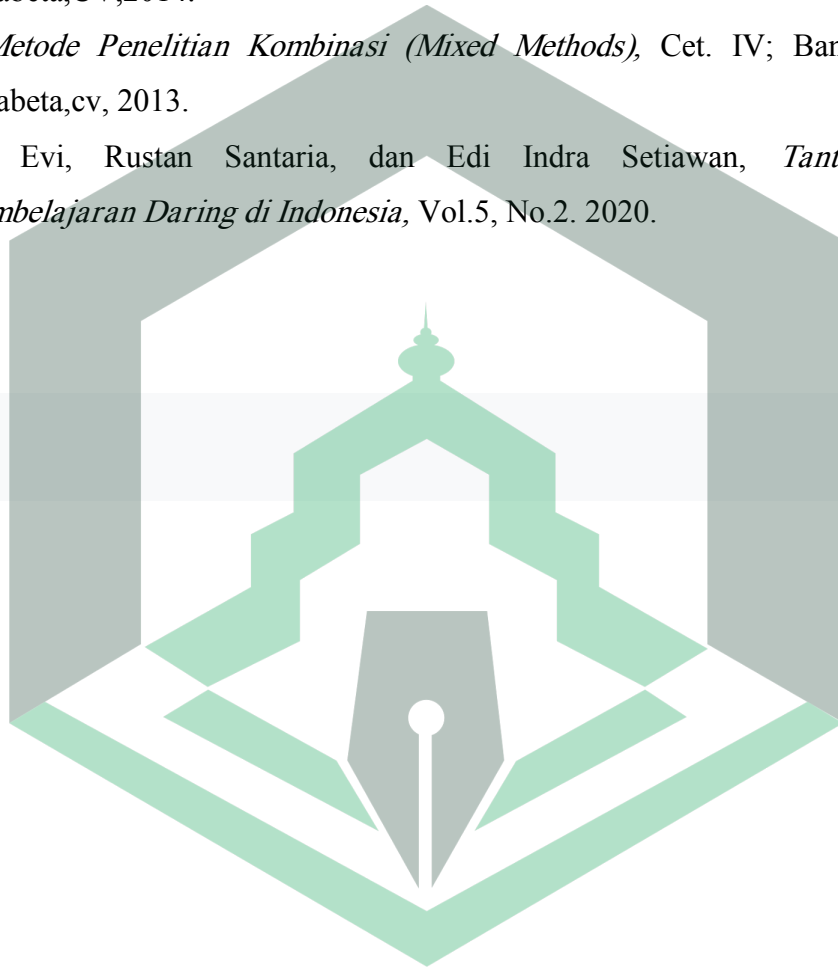 abeta,CV,2014.
Metode Penelitian Kombinasi (Mixed Methods), Cet. IV; Ban
abeta,cv, 2013.
Evi, Rustan Santaria, dan Edi Indra Setiawan, Tant
mbelajaran Daring di Indonesia, Vol.5, No.2. 2020.